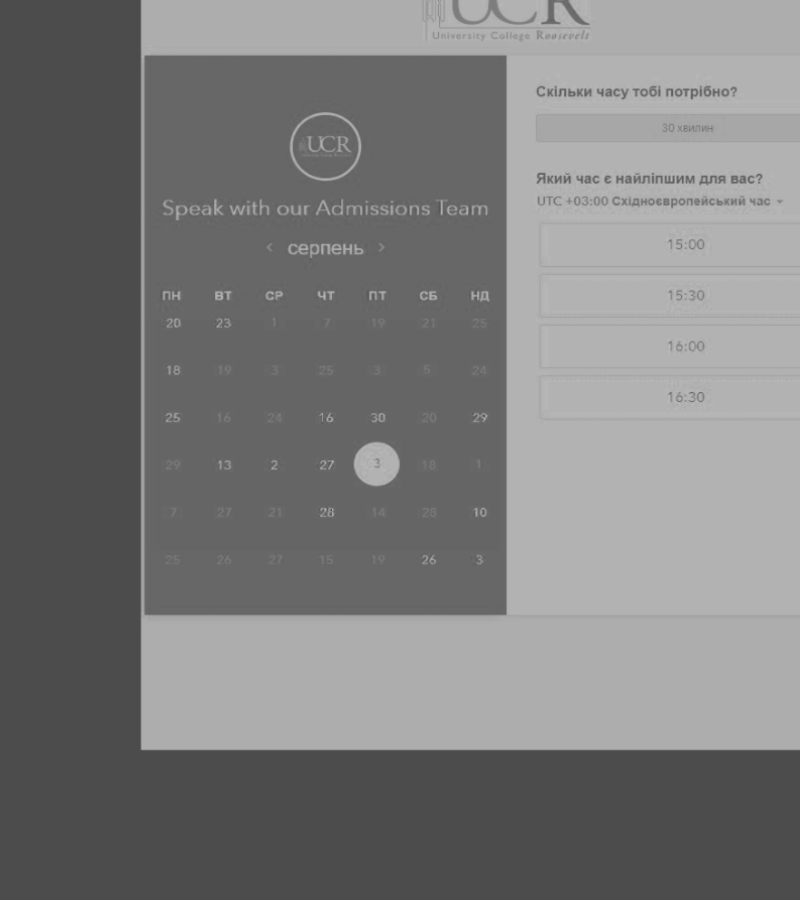 UCR
University College Roosevelt
UCR
Speak with our Admissions Team
< серпень >
ПН ВТ СР ЧТ ПТ СБ НД
20 23 1 7 19 21 25
18 19 3 25 3 5 24
25 16 24 16 30 20 29
29 13 2 27 3 18 1
7 27 21 28 14 28 10
25 26 27 15 19 26 3
Скільки часу тобі потрібно?
30 хвилин
Який час є найліпшим для вас?
UTC +03:00 Східноєвропейський час
15:00
15:30
16:00
16:30